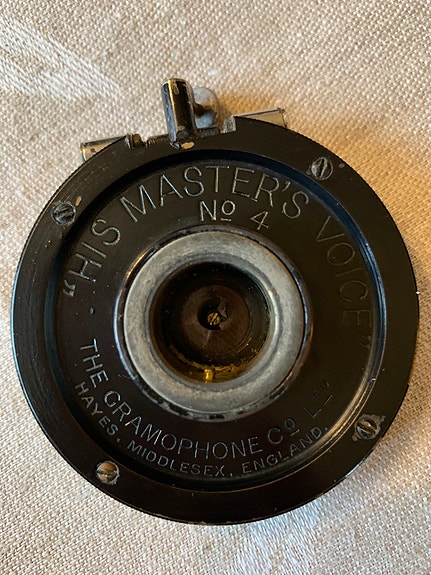 "HIS MASTER'S VOICE"
Nº 4
THE GRAMOPHONE Cº LTD
HAYES, MIDDLESEX, ENGLAND.